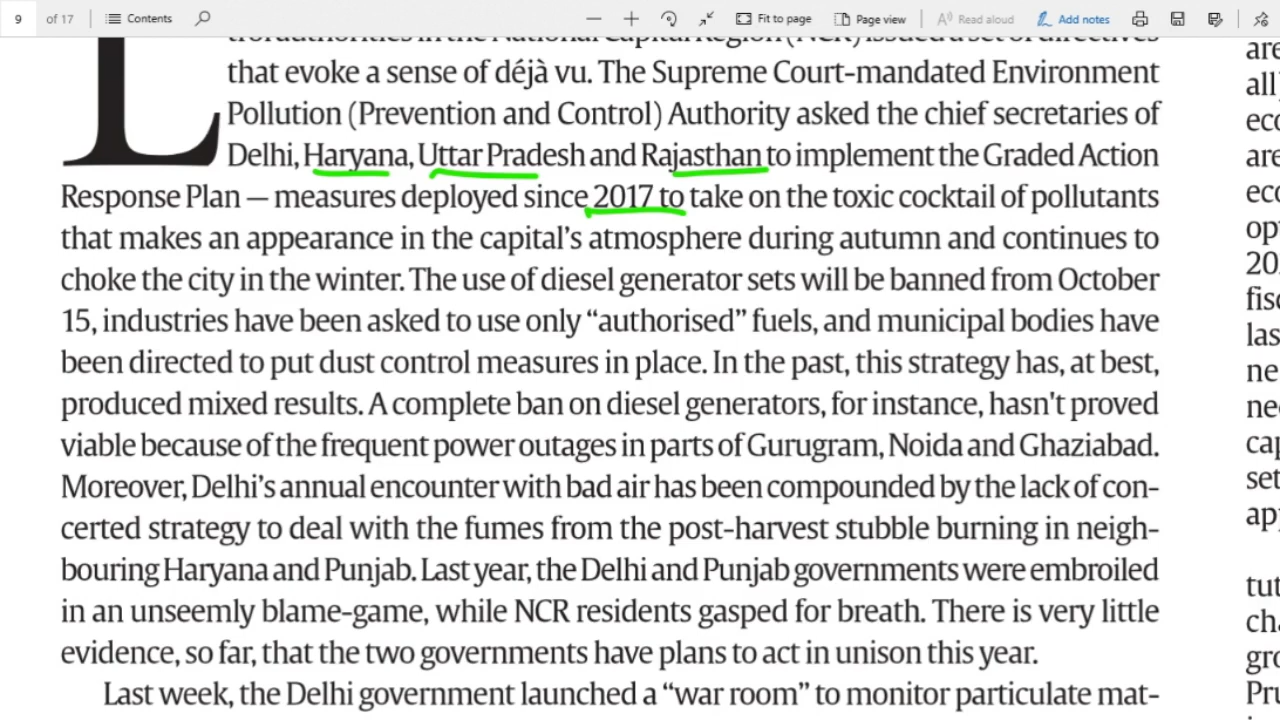 9 of 17 Contents Fit to page Page view Read aloud Add notes
trol authorities in the National Capital Region (NCR) issued a set of directives
that evoke a sense of déjà vu. The Supreme Court-mandated Environment
Pollution (Prevention and Control) Authority asked the chief secretaries of
Delhi, Haryana, Uttar Pradesh and Rajasthan to implement the Graded Action
Response Plan — measures deployed since 2017 to take on the toxic cocktail of pollutants
that makes an appearance in the capital's atmosphere during autumn and continues to
choke the city in the winter. The use of diesel generator sets will be banned from October
15, industries have been asked to use only “authorised” fuels, and municipal bodies have
been directed to put dust control measures in place. In the past, this strategy has, at best,
produced mixed results. A complete ban on diesel generators, for instance, hasn't proved
viable because of the frequent power outages in parts of Gurugram, Noida and Ghaziabad.
Moreover, Delhi's annual encounter with bad air has been compounded by the lack of con-
certed strategy to deal with the fumes from the post-harvest stubble burning in neigh-
bouring Haryana and Punjab. Last year, the Delhi and Punjab governments were embroiled
in an unseemly blame-game, while NCR residents gasped for breath. There is very little
evidence, so far, that the two governments have plans to act in unison this year.
Last week, the Delhi government launched a “war room” to monitor particulate mat-